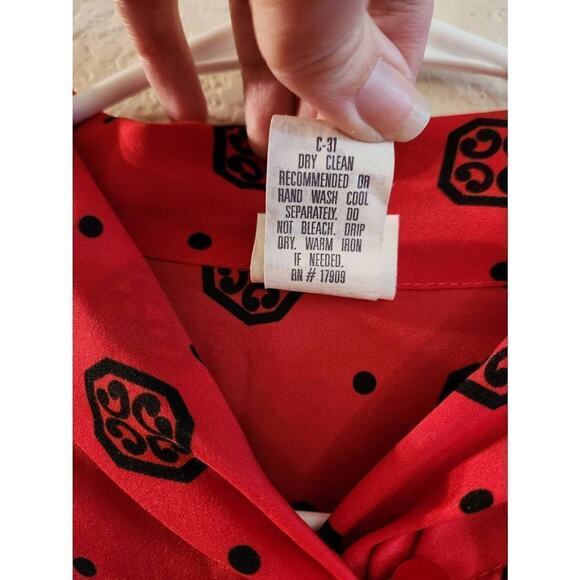 C-31
DRY CLEAN
RECOMMENDED OR
HAND WASH COOL
SEPARATELY. DO
NOT BLEACH. DRIP
DRY. WARM IRON
IF NEEDED.
RN # 17909